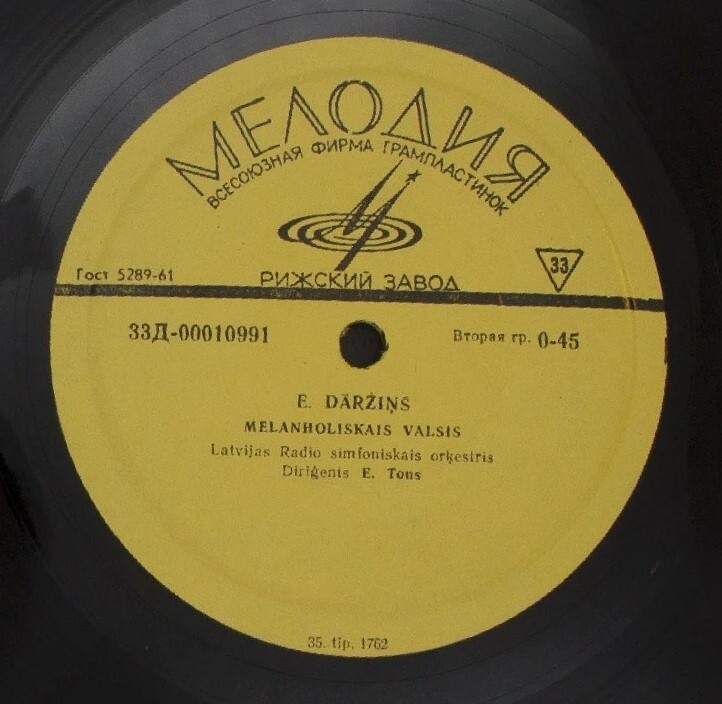 МЕЛОДИЯ
ВСЕСОЮЗНАЯ ФИРМА ГРАМПЛАСТИНОК
Гост 5289-61
РИЖСКИЙ ЗАВОД
33
33Д-00010991
Вторая гр. 0-45
E. DĀRZIŅŠ
MELANHOLISKAIS VALSIS
Latvijas Radio simfoniskais orķestris
Diriģents E. Tons
35. tip. 1762